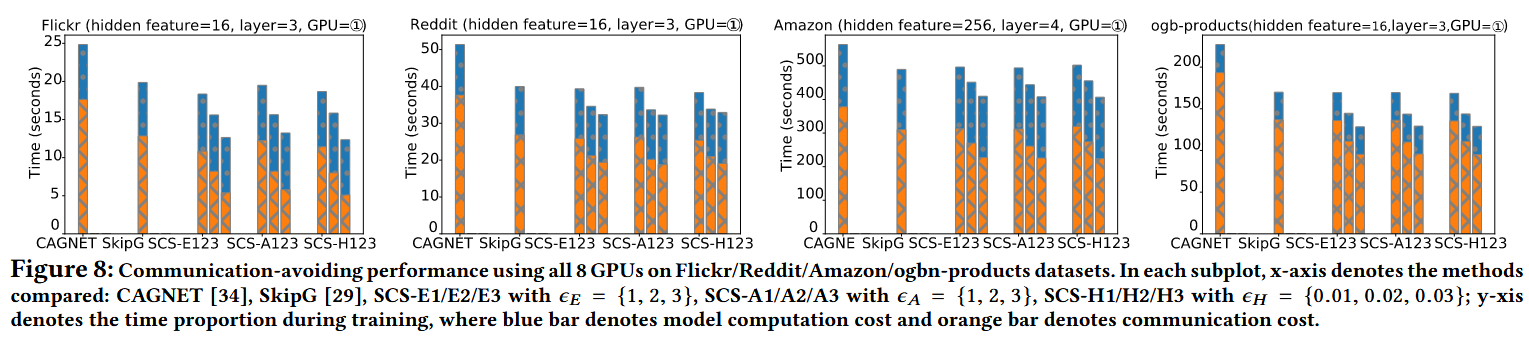 Flickr (hidden feature=16, layer=3, GPU=①)
Reddit (hidden feature=16, layer=3, GPU=①)
Amazon (hidden feature=256, layer=4, GPU=①)
ogb-products(hidden feature=16,layer=3,GPU=①)
Time (seconds)
25
20
15
10
5
0
CAGNET SkipG SCS-E123 SCS-A123 SCS-H123
Time (seconds)
50
40
30
20
10
0
CAGNET SkipG SCS-E123 SCS-A123 SCS-H123
Time (seconds)
500
400
300
200
100
0
CAGNE SkipG SCS-E123 SCS-A123 SCS-H123
Time (seconds)
200
150
100
50
0
CAGNET SkipG SCS-E123 SCS-A123 SCS-H123
Figure 8: Communication-avoiding performance using all 8 GPUs on Flickr/Reddit/Amazon/ogbn-products datasets. In each subplot, x-axis denotes the methods
compared: CAGNET [34], SkipG [29], SCS-E1/E2/E3 with ϵE = {1, 2, 3}, SCS-A1/A2/A3 with ϵA = {1, 2, 3}, SCS-H1/H2/H3 with ϵH = {0.01, 0.02, 0.03}; y-xis
denotes the time proportion during training, where blue bar denotes model computation cost and orange bar denotes communication cost.